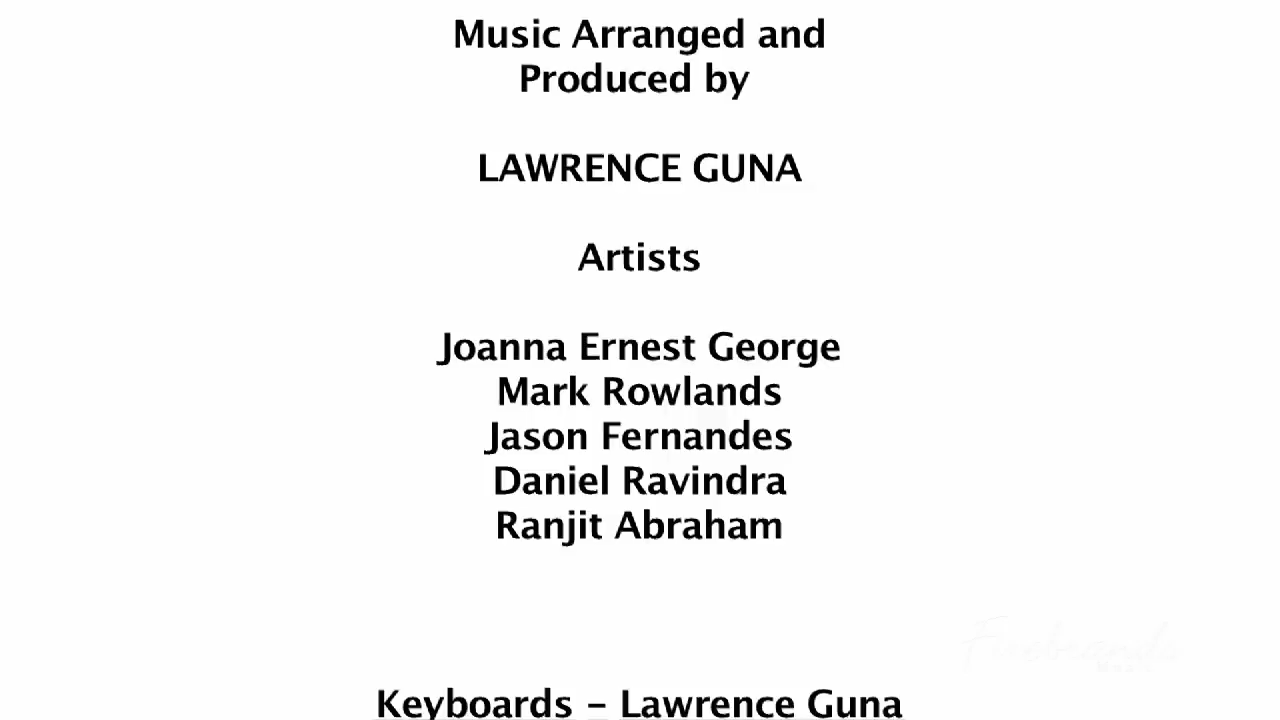 Music Arranged and
Produced by
LAWRENCE GUNA
Artists
Joanna Ernest George
Mark Rowlands
Jason Fernandes
Daniel Ravindra
Ranjit Abraham
Keyboards – Lawrence Guna